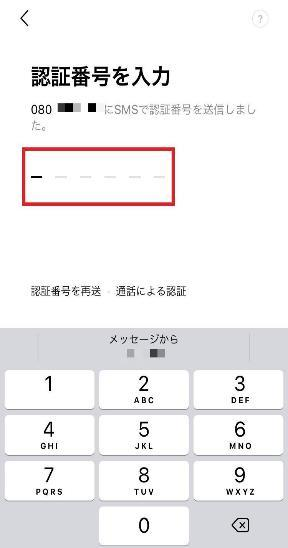 ?
認証番号を入力
080 にSMSで認証番号を送信しまし
た。
認証番号を再送 · 通話による認証
メッセージから
1 2 3
ABC DEF
4 5 6
GHI JKL MNO
7 8 9
PQRS TUV WXYZ
0